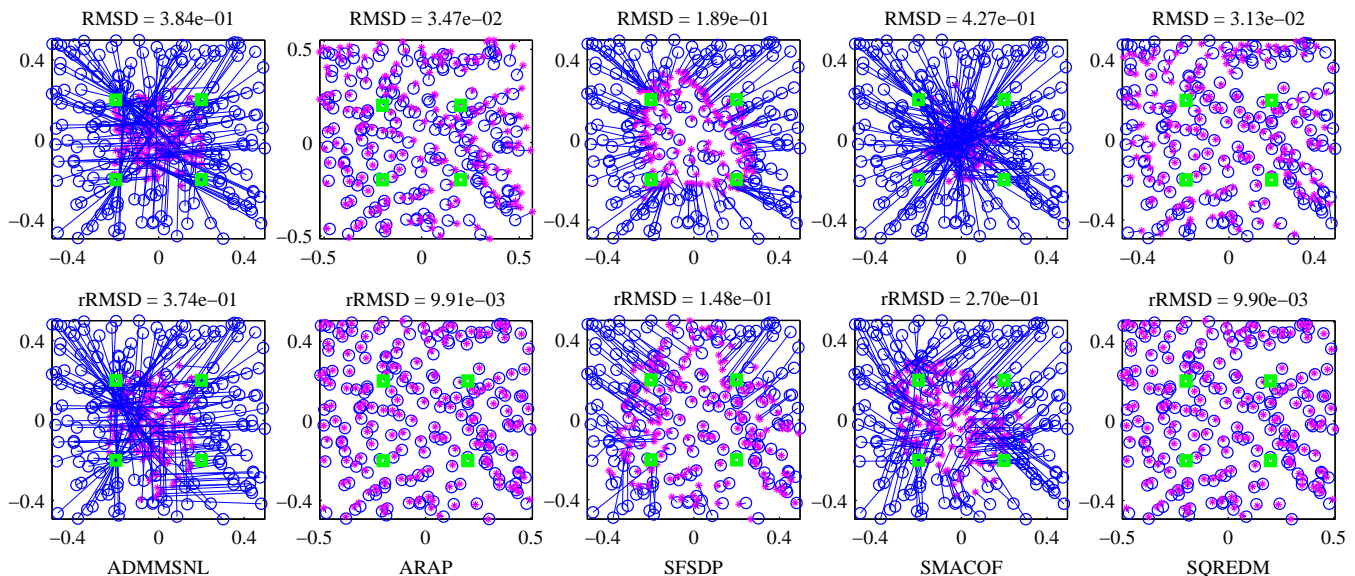 RMSD = 3.84e−01 RMSD = 3.47e−02 RMSD = 1.89e−01 RMSD = 4.27e−01 RMSD = 3.13e−02
0.4 0.5 0.4 0.4 0.4
0 0 0 0 0
−0.4 −0.5 −0.4 −0.4 −0.4
−0.4 0 0.4 −0.5 0 0.5 −0.4 0 0.4 −0.4 0 0.4 −0.4 0 0.4
rRMSD = 3.74e−01 rRMSD = 9.91e−03 rRMSD = 1.48e−01 rRMSD = 2.70e−01 rRMSD = 9.90e−03
0.4 0.4 0.4 0.4 0.4
0 0 0 0 0
−0.4 −0.4 −0.4 −0.4 −0.4
−0.4 0 0.4 −0.5 0 0.5 −0.4 0 0.4 −0.4 0 0.4 −0.5 0 0.5
ADMMSNL ARAP SFSDP SMACOF SQREDM